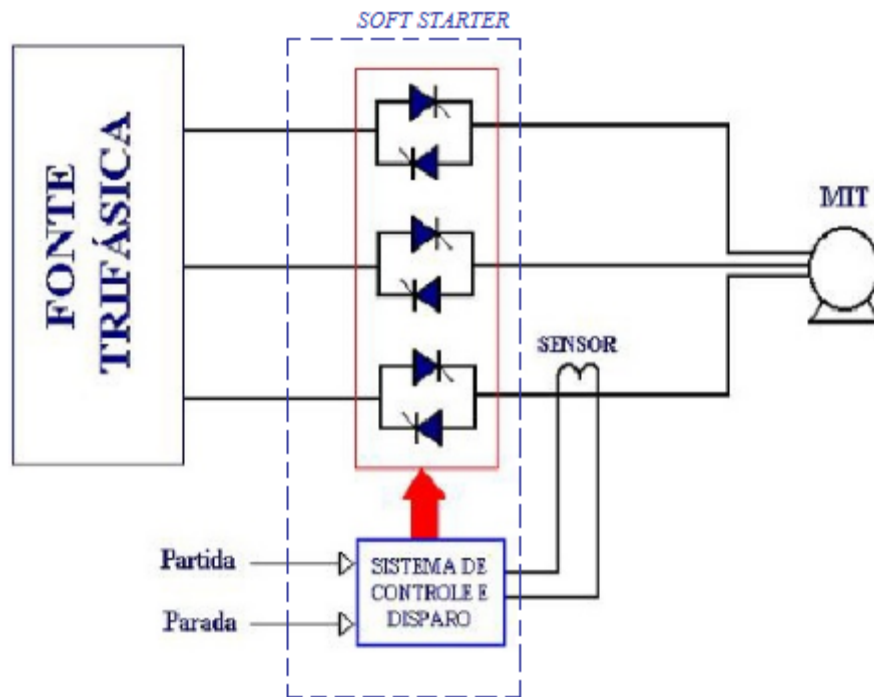 SOFT STARTER
FONTE
TRIFÁSICA
MIT
SENSOR
Partida
Parada
SISTEMA DE
CONTROLE E
DISPARO